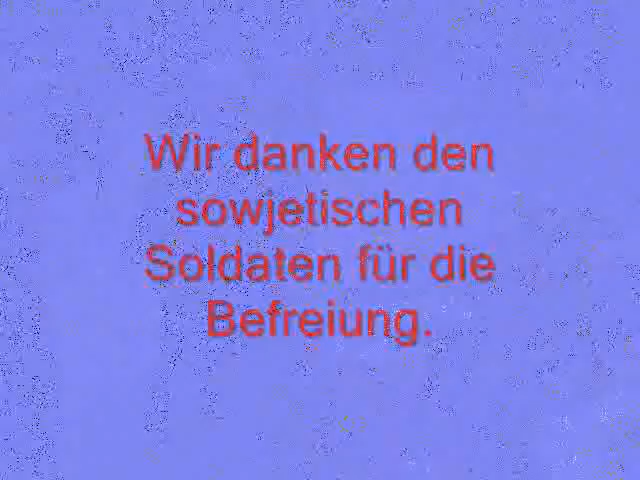 Wir danken den
sowjetischen
Soldaten für die
Befreiung.